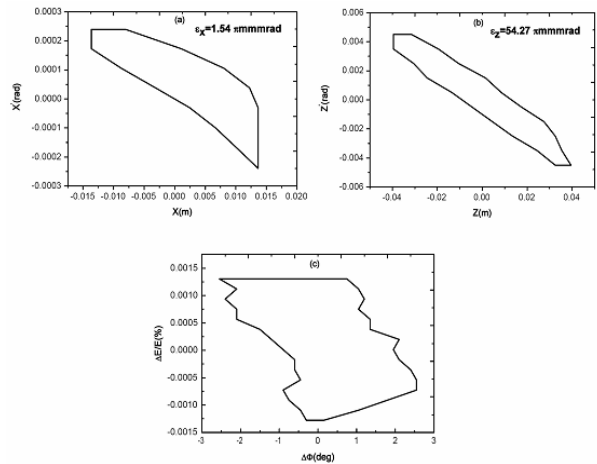 (a)
εx=1.54 πmmmrad
0.0003
0.0002
0.0001
0.0000
-0.0001
-0.0002
-0.0003
X'(rad)
-0.015 -0.010 -0.005 0.000 0.005 0.010 0.015 0.020
X(m)
(b)
εz=54.27 πmmmrad
0.006
0.004
0.002
0.000
-0.002
-0.004
-0.006
Z'(rad)
-0.04 -0.02 0.00 0.02 0.04
Z(m)
(c)
0.0015
0.0010
0.0005
0.0000
-0.0005
-0.0010
-0.0015
ΔE/E(%)
-3 -2 -1 0 1 2 3
ΔΦ(deg)